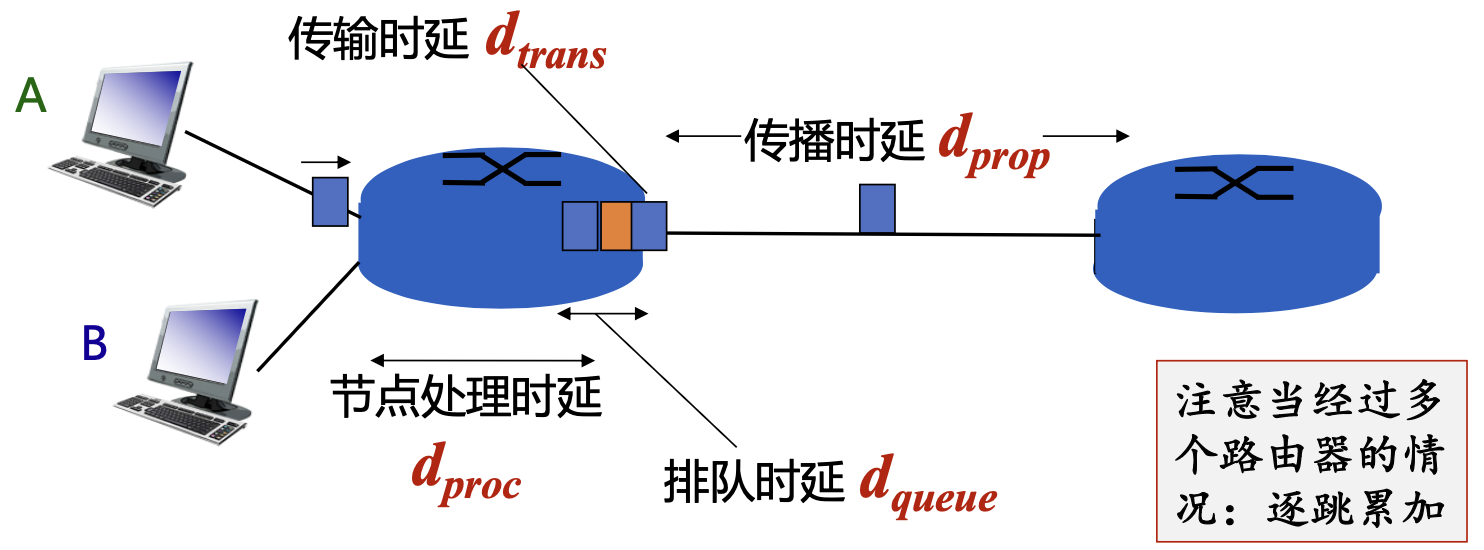 传输时延 dtrans
A
传播时延 dprop
B
节点处理时延
dproc
排队时延 dqueue
注意当经过多
个路由器的情
况：逐跳累加